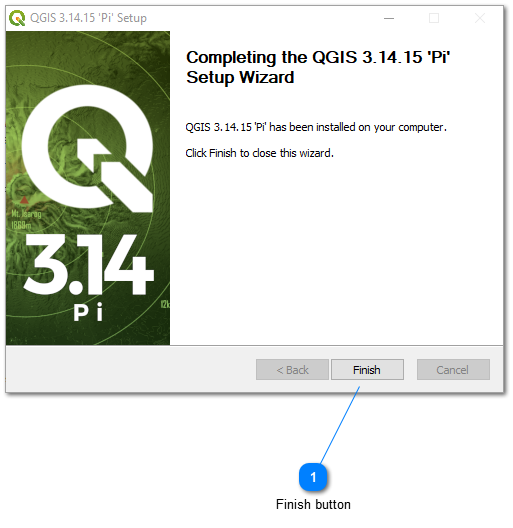 QGIS 3.14.15 'Pi' Setup
Completing the QGIS 3.14.15 'Pi'
Setup Wizard
QGIS 3.14.15 'Pi' has been installed on your computer.
Click Finish to close this wizard.
Mt. Ikorag
1880m
3.14
Pi
12k
< Back
Finish
Cancel
1
Finish button